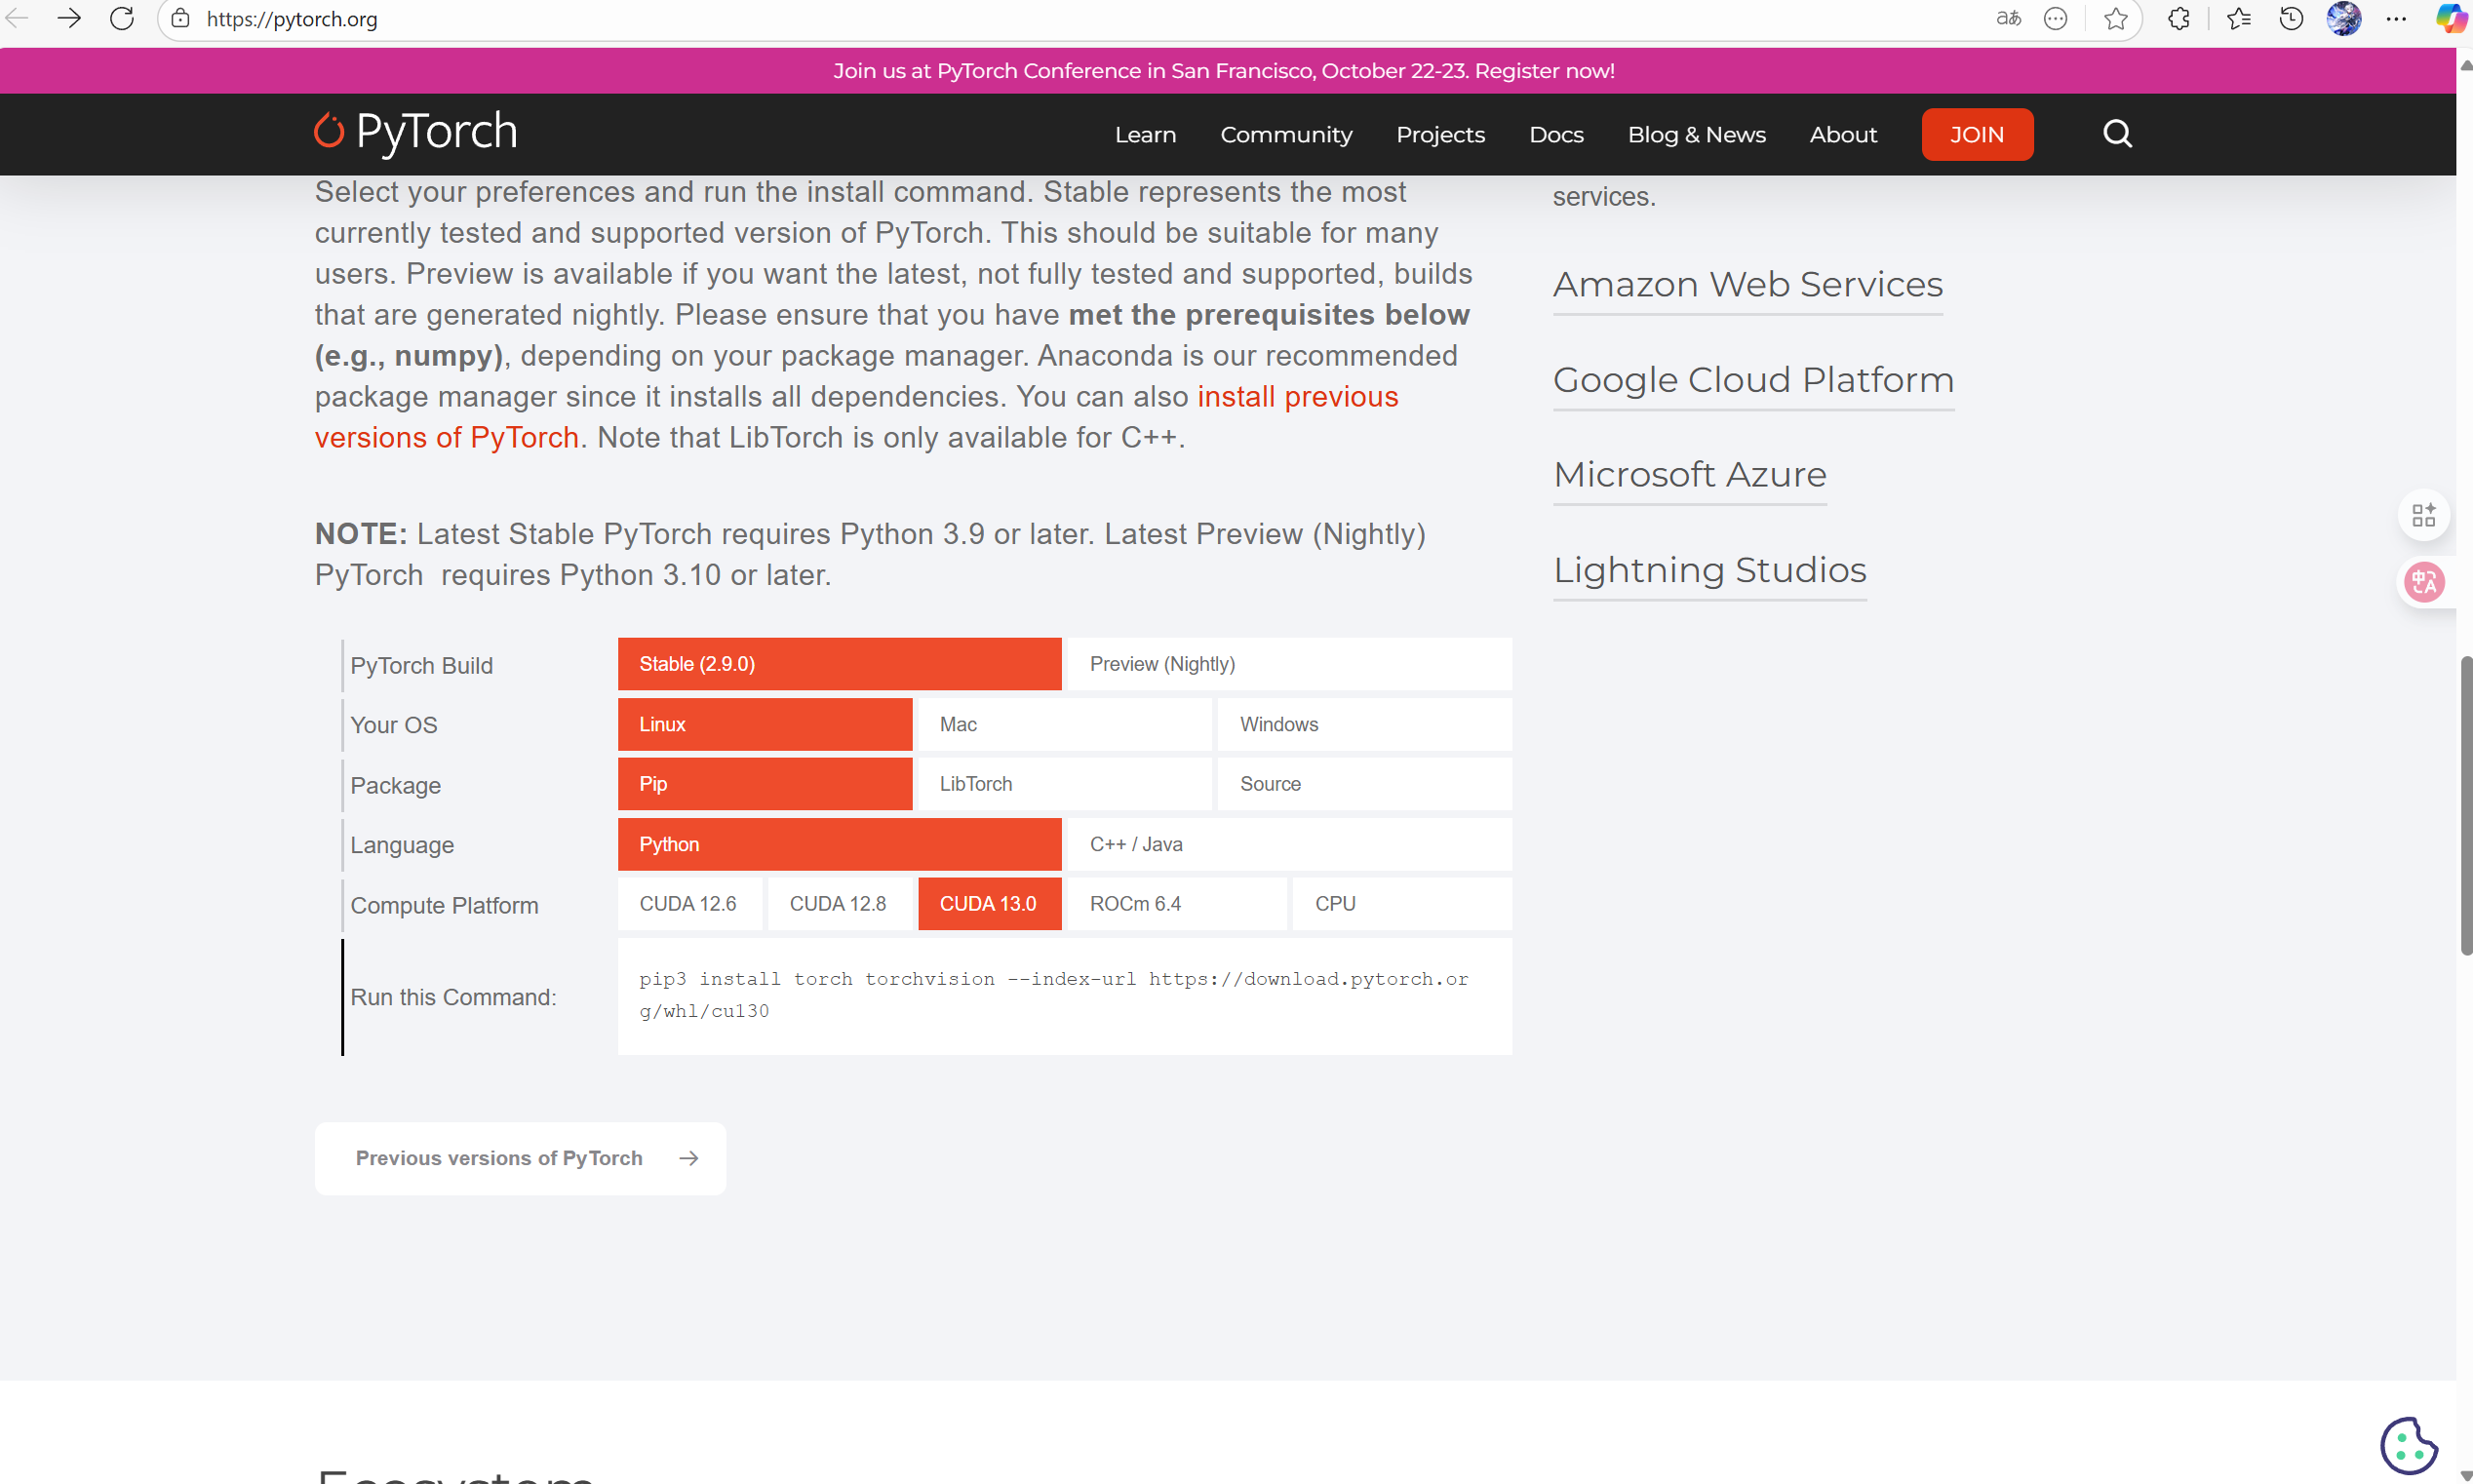 https://pytorch.org
aあ
Join us at PyTorch Conference in San Francisco, October 22-23. Register now!
PyTorch
Learn Community Projects Docs Blog & News About JOIN
Select your preferences and run the install command. Stable represents the most
currently tested and supported version of PyTorch. This should be suitable for many
users. Preview is available if you want the latest, not fully tested and supported, builds
that are generated nightly. Please ensure that you have met the prerequisites below
(e.g., numpy), depending on your package manager. Anaconda is our recommended
package manager since it installs all dependencies. You can also install previous
versions of PyTorch. Note that LibTorch is only available for C++.
NOTE: Latest Stable PyTorch requires Python 3.9 or later. Latest Preview (Nightly)
PyTorch requires Python 3.10 or later.
services.
Amazon Web Services
Google Cloud Platform
Microsoft Azure
Lightning Studios
中A
PyTorch Build Stable (2.9.0) Preview (Nightly)
Your OS Linux Mac Windows
Package Pip LibTorch Source
Language Python C++ / Java
Compute Platform CUDA 12.6 CUDA 12.8 CUDA 13.0 ROCm 6.4 CPU
Run this Command:
pip3 install torch torchvision --index-url https://download.pytorch.or
g/whl/cu130
Previous versions of PyTorch
Ecosystem